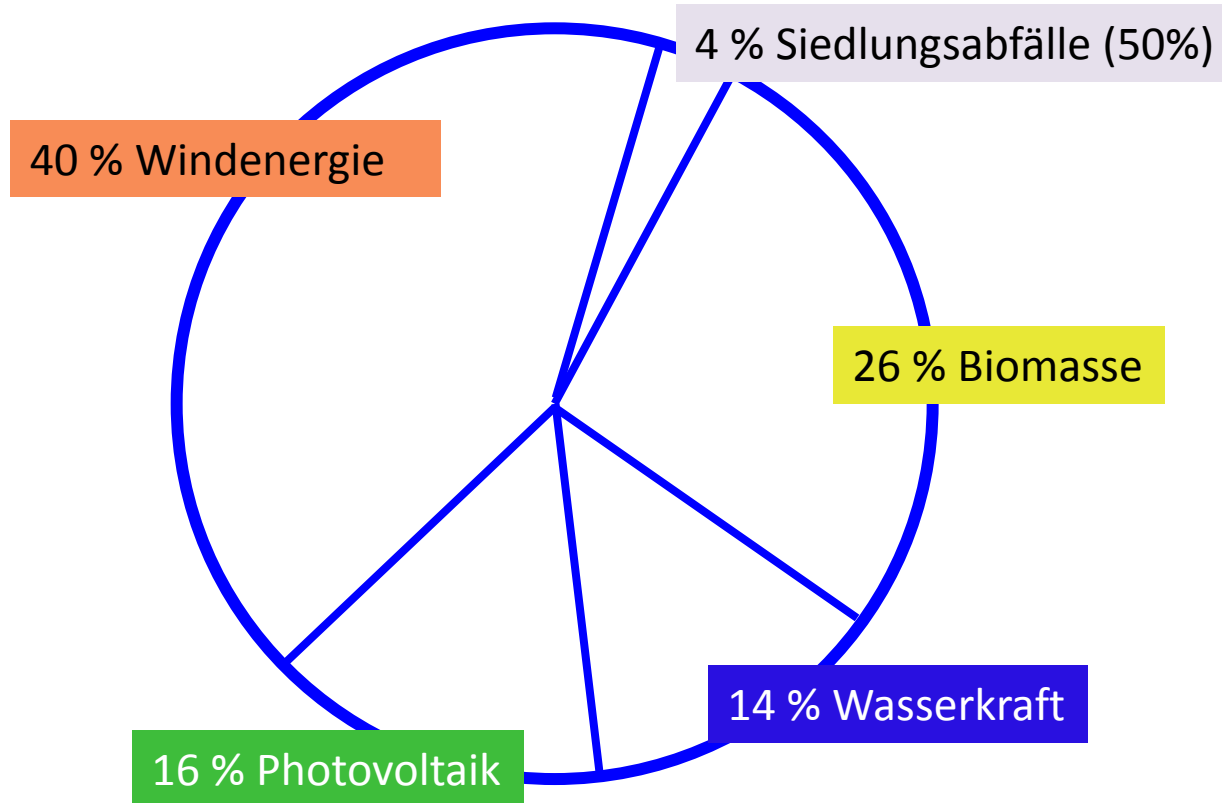 4 % Siedlungsabfälle (50%)
40 % Windenergie
26 % Biomasse
14 % Wasserkraft
16 % Photovoltaik